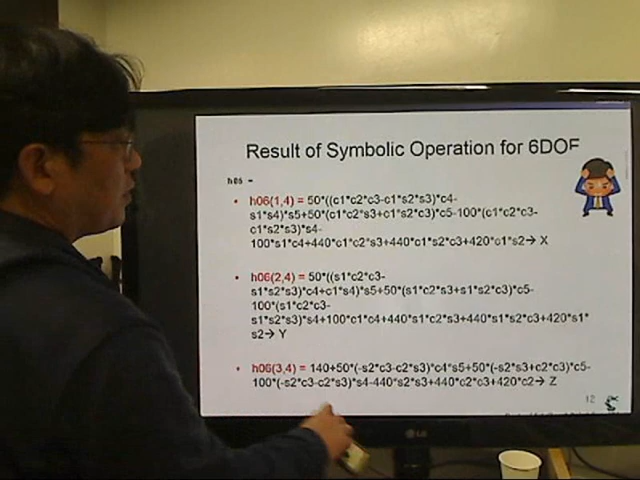 Result of Symbolic Operation for 6DOF
h06 =
• h06(1,4) = 50*((c1*c2*c3-c1*s2*s3)*c4-
s1*s4)*s5+50*(c1*c2*s3+c1*s2*c3)*c5-100*(c1*c2*c3-
c1*s2*s3)*s4-
100*s1*c4+440*c1*c2*s3+440*c1*s2*c3+420*c1*s2→ X
• h06(2,4) = 50*((s1*c2*c3-
s1*s2*s3)*c4+c1*s4)*s5+50*(s1*c2*s3+s1*s2*c3)*c5-
100*(s1*c2*c3-
s1*s2*s3)*s4+100*c1*c4+440*s1*c2*s3+440*s1*s2*c3+420*s1*
s2→ Y
• h06(3,4) = 140+50*(-s2*c3-c2*s3)*c4*s5+50*(-s2*s3+c2*c3)*c5-
100*(-s2*c3-c2*s3)*s4-440*s2*s3+440*c2*c3+420*c2→ Z
12
LG